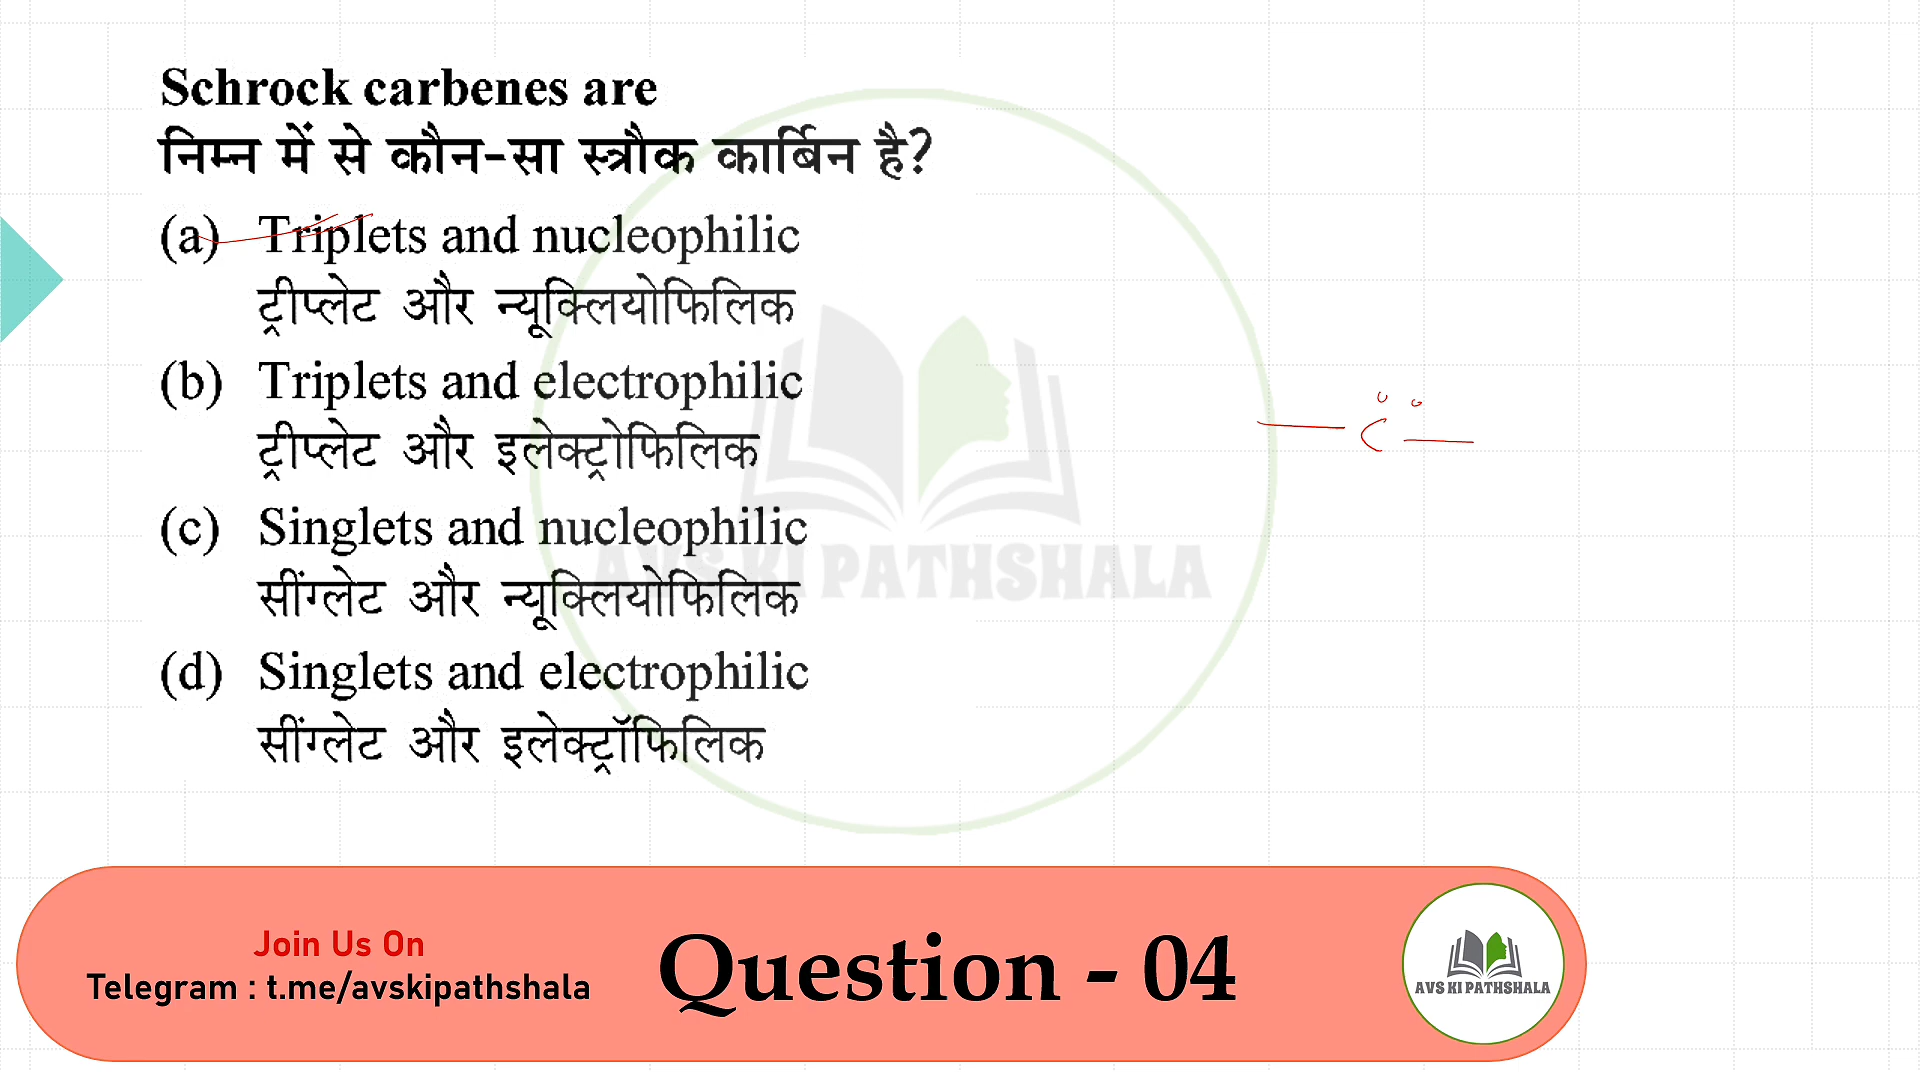 Schrock carbenes are
निम्न में से कौन-सा स्त्रौक कार्बिन है?
(a) Triplets and nucleophilic
ट्रीप्लेट और न्यूक्लियोफिलिक
(b) Triplets and electrophilic
ट्रीप्लेट और इलेक्ट्रोफिलिक
(c) Singlets and nucleophilic
सींग्लेट और न्यूक्लियोफिलिक
(d) Singlets and electrophilic
सींग्लेट और इलेक्ट्रॉफिलिक
AVS KI PATHSHALA
C
Join Us On
Telegram : t.me/avskipathshala
Question - 04
AVS KI PATHSHALA